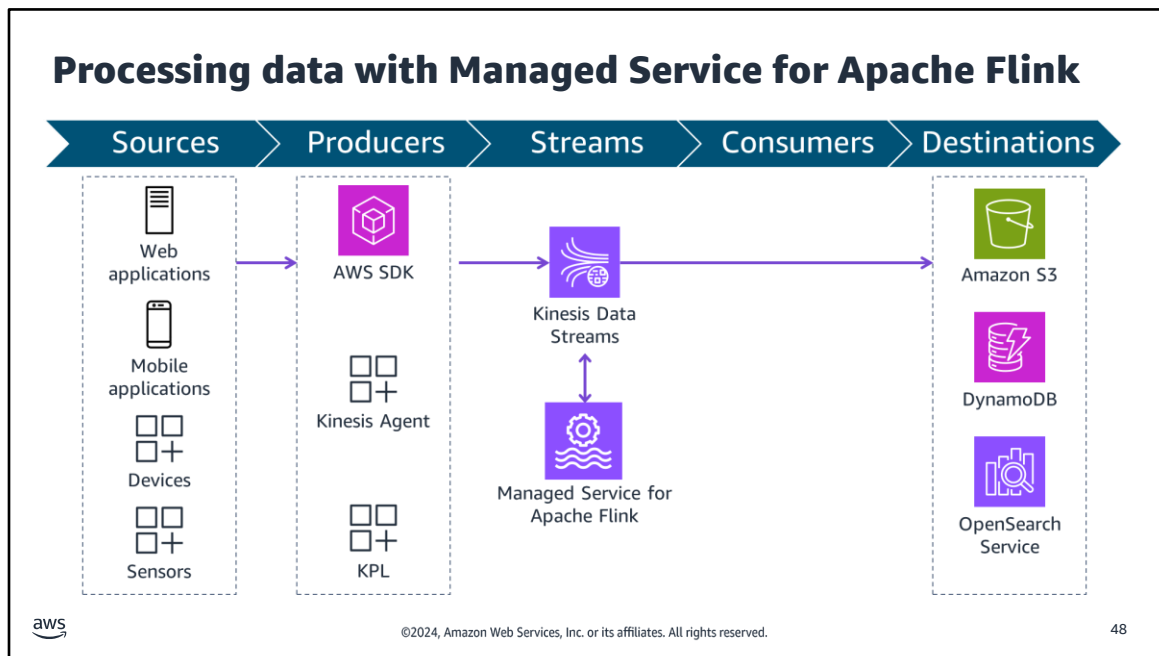 Processing data with Managed Service for Apache Flink
Sources
Producers
Streams
Consumers
Destinations
Web
applications
Mobile
applications
Devices
Sensors
AWS SDK
Kinesis Agent
KPL
Kinesis Data
Streams
Managed Service for
Apache Flink
Amazon S3
DynamoDB
OpenSearch
Service
aws
©2024, Amazon Web Services, Inc. or its affiliates. All rights reserved.
48